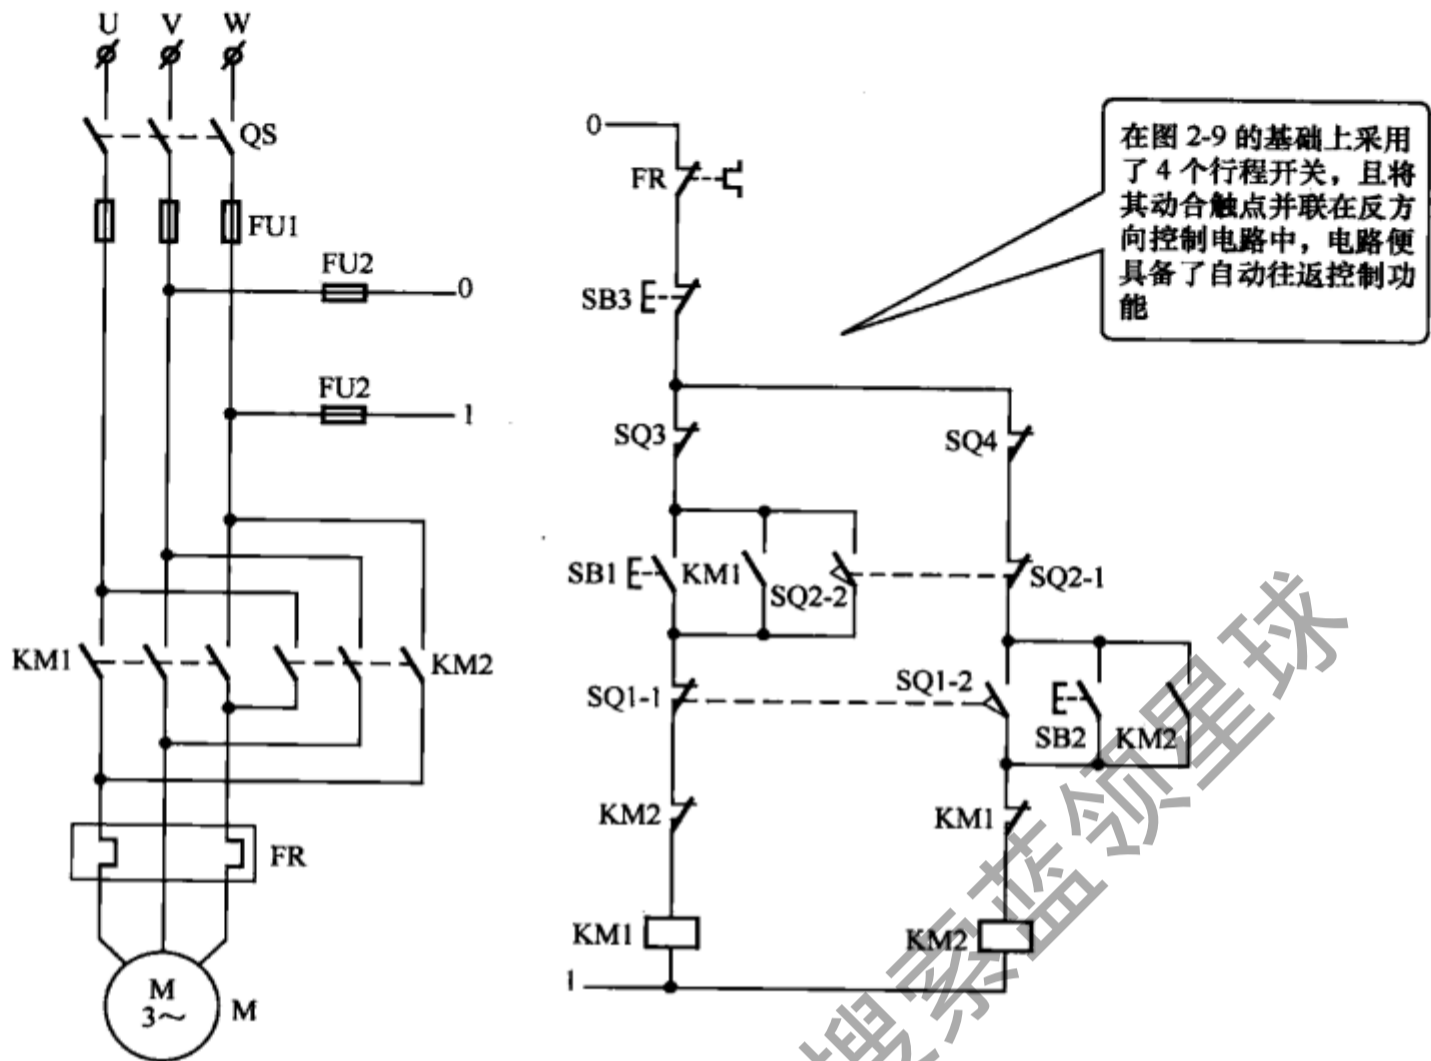 U V W
QS
FU1
FU2
0
FU2
1
KM1
KM2
FR
M
3~
M
0
FR
SB3
SQ3
SQ4
SB1
KM1
SQ2-2
SQ2-1
SQ1-1
SQ1-2
SB2
KM2
KM2
KM1
KM1
KM2
1
在图 2-9 的基础上采用
了 4 个行程开关，且将
其动合触点并联在反方
向控制电路中，电路便
具备了自动往返控制功
能
搜索蓝领星球